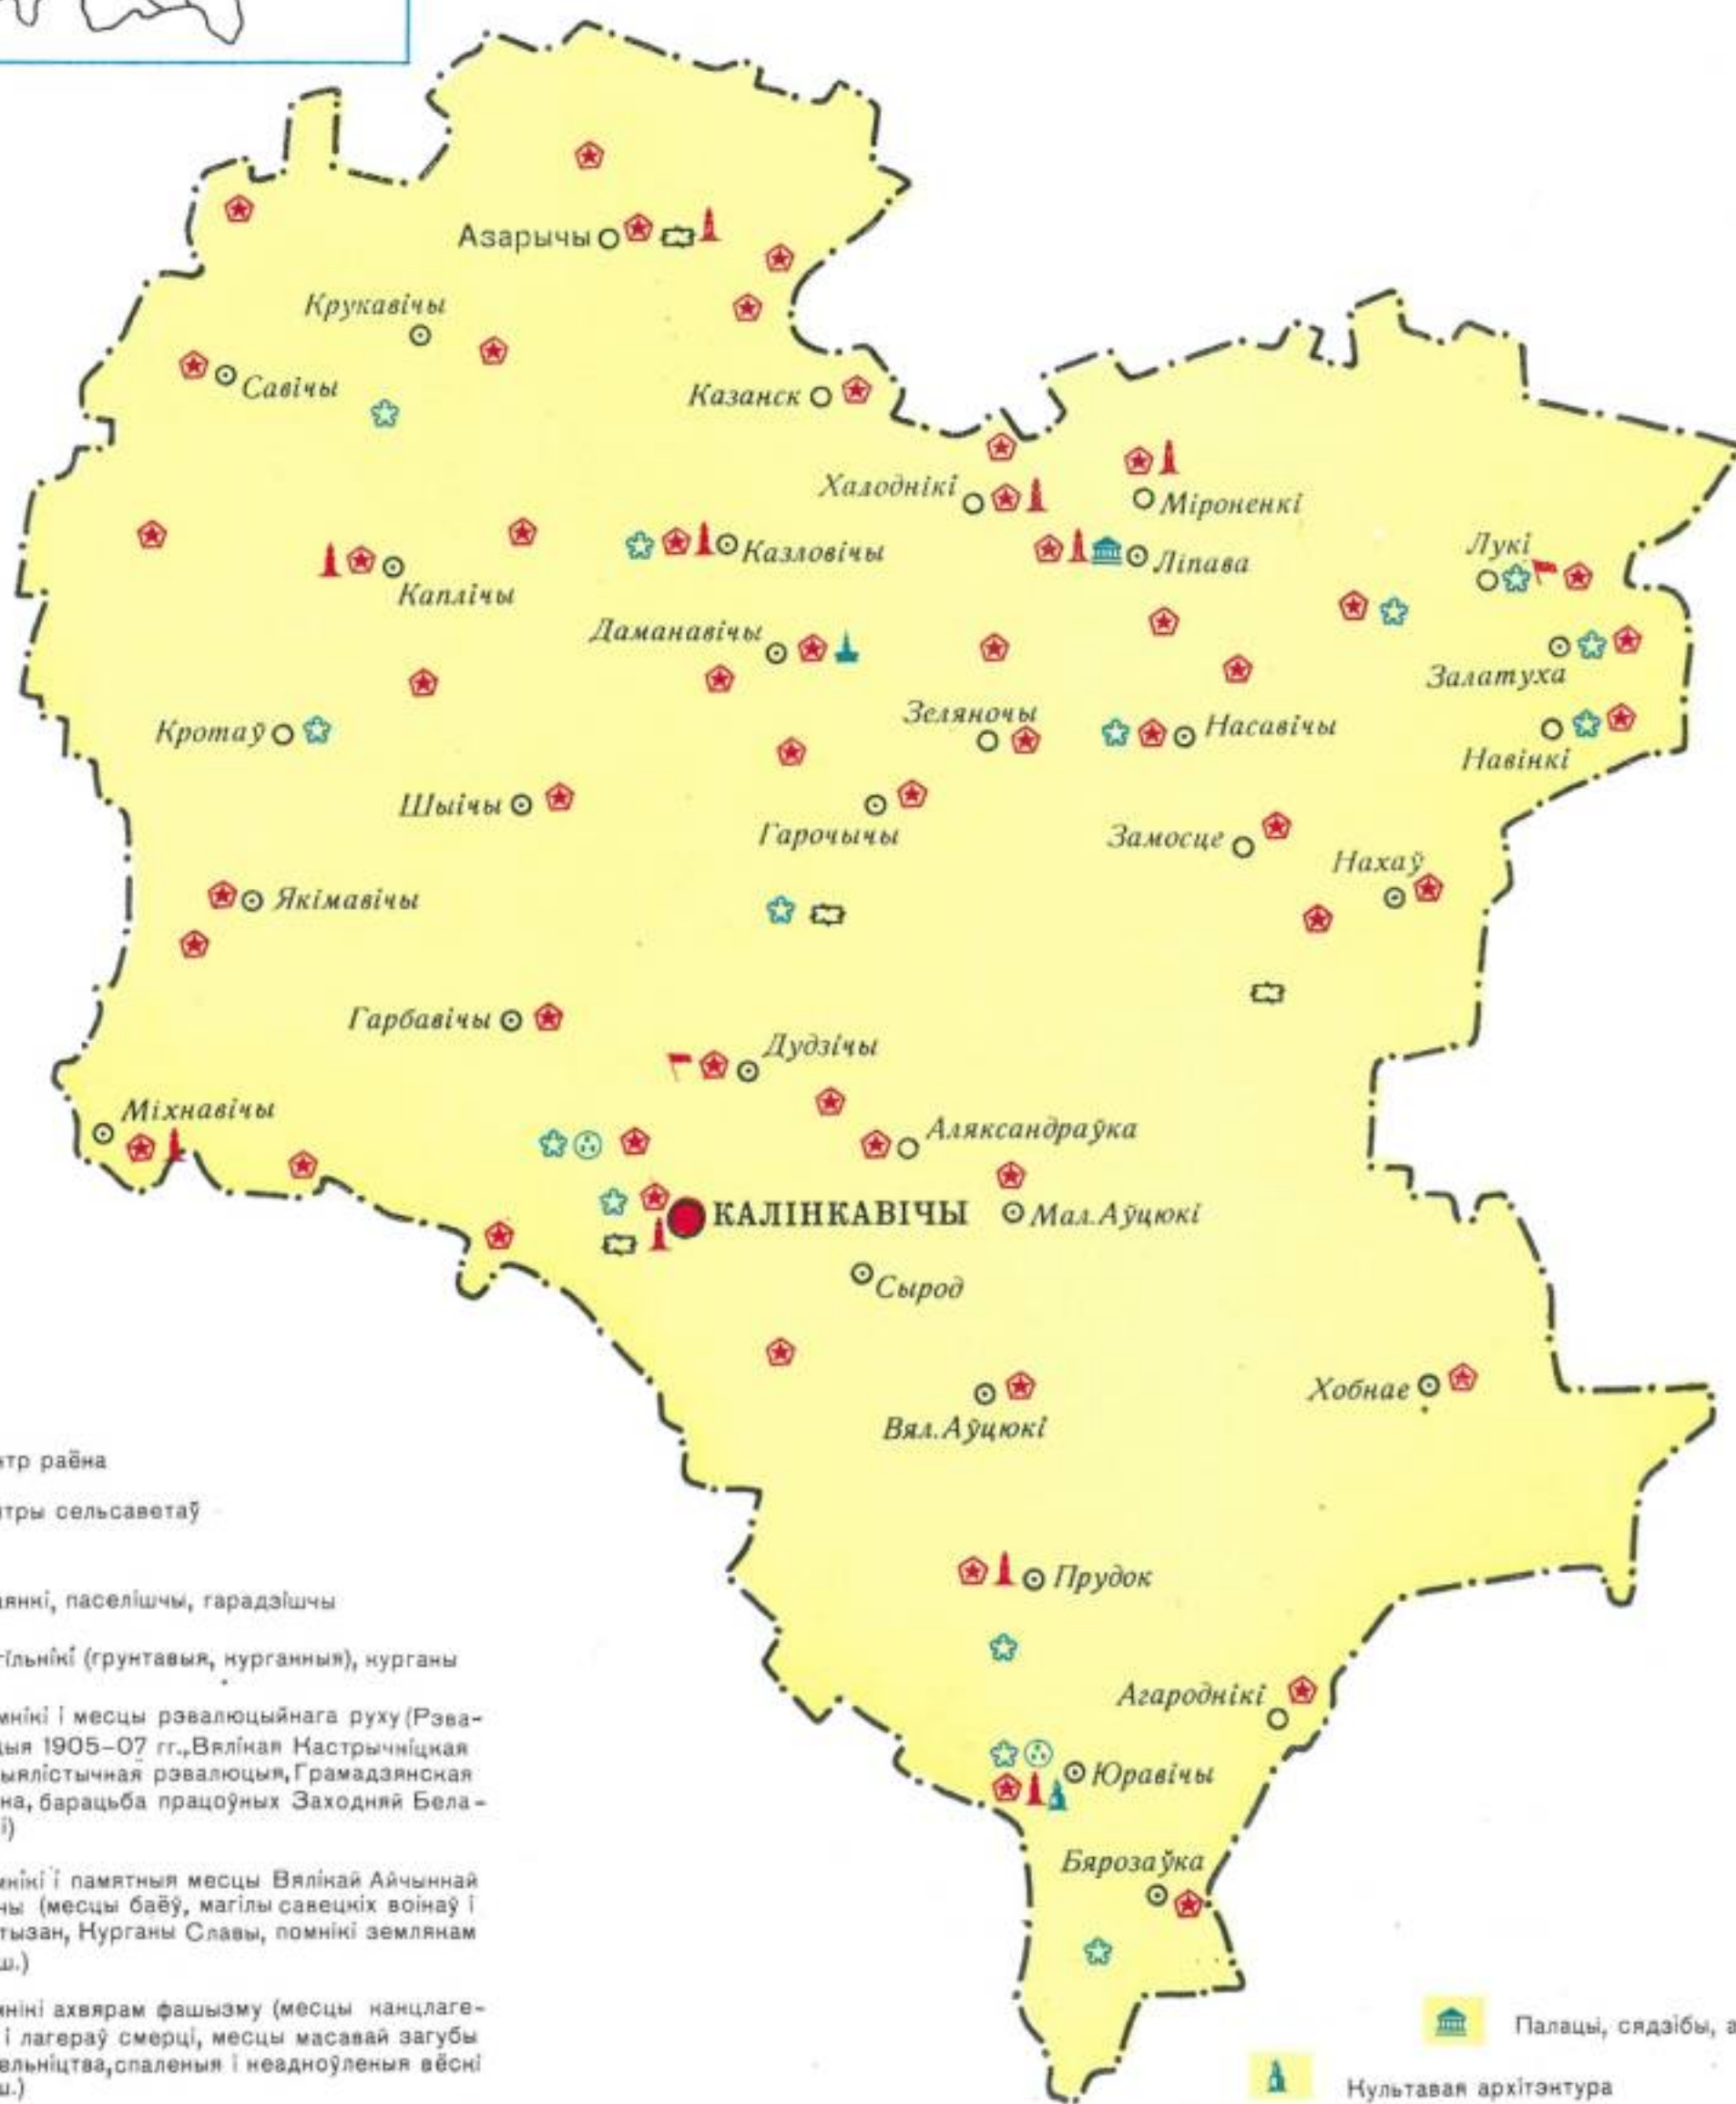 Азарычы
Крукавічы
Савічы
Казанск
Халоднікі
Міроненкі
Казловічы
Ліпава
Лукі
Каплічы
Даманавічы
Залатуха
Зеляночы
Кротаў
Насавічы
Навінкі
Шыічы
Гарочычы
Замосце
Нахаў
Якімавічы
Гарбавічы
Дудзічы
Міхнавічы
Аляксандраўка
КАЛІНКАВІЧЫ
Мал.Аўцюкі
Сырод
Хобнае
Вял.Аўцюкі
нтр раёна
нтры сельсаветаў
Прудок
янкі, паселішчы, гарадзішчы
гільнікі (грунтавыя, курганныя), курганы
Агароднікі
мнікі і месцы рэвалюцыйнага руху (Рэва-
цыя 1905–07 гг., Вялікая Кастрычніцкая
ыялістычная рэвалюцыя, Грамадзянская
на, барацьба працоўных Заходняй Бела-
і)
Юравічы
Бярозаўка
мнікі і памятныя месцы Вялікай Айчыннай
ны (месцы баёў, магілы савецкіх воінаў і
тызан, Курганы Славы, помнікі землякам
ш.)
мнікі ахвярам фашызму (месцы канцлаге-
і лагераў смерці, месцы масавай загубы
ельніцтва, спаленыя і неадноўленыя вёскі
ш.)
Палацы, сядзібы, а
Культавая архітэктура